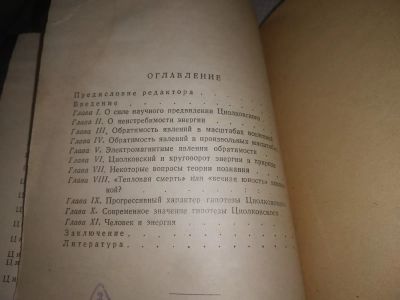 ОГЛАВЛЕНИЕ
Предисловие редактора
Введение
Глава I. О силе научного предвидения Циолковского
Глава II. О неистребимости энергии
Глава III. Обратимость явлений в масштабах вселенной
Глава IV. Обратимость явлений в произвольных масштабах
Глава V. Электромагнитные явления обратимости
Глава VI. Циолковский и круговорот энергии в природе
Глава VII. Некоторые вопросы теории познания
Глава VIII. «Тепловая смерть» или «вечная юность»
ной?
Глава IX. Прогрессивный характер гипотезы Циолковского
Глава X. Современное значение гипотезы Циолковского
Глава XI. Человек и энергия
Заключение
Литература